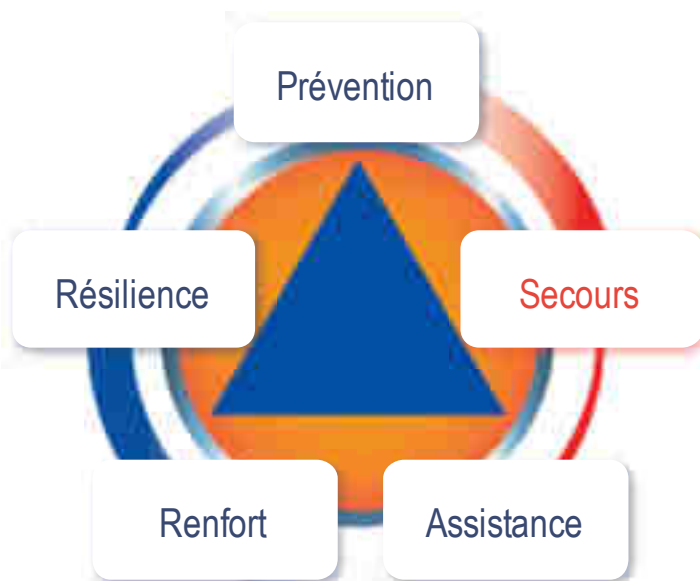 Prévention
Résilience
Secours
Renfort
Assistance